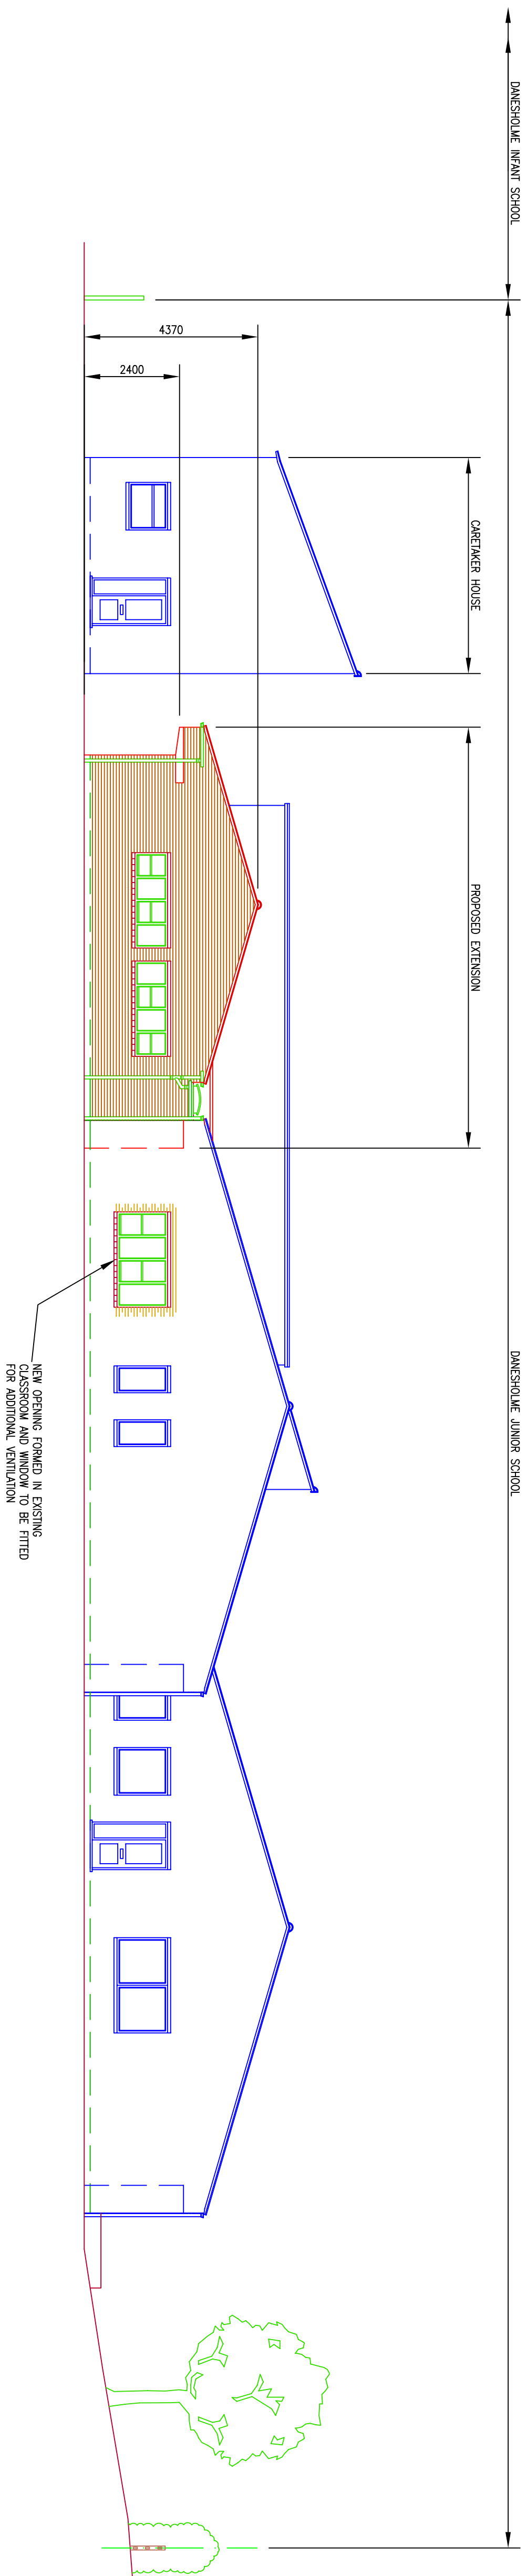 DANESHOLME INFANT SCHOOL
DANESHOLME JUNIOR SCHOOL
CARETAKER HOUSE
PROPOSED EXTENSION
4370
2400
NEW OPENING FORMED IN EXISTING
CLASSROOM AND WINDOW TO BE FITTED
FOR ADDITIONAL VENTILATION